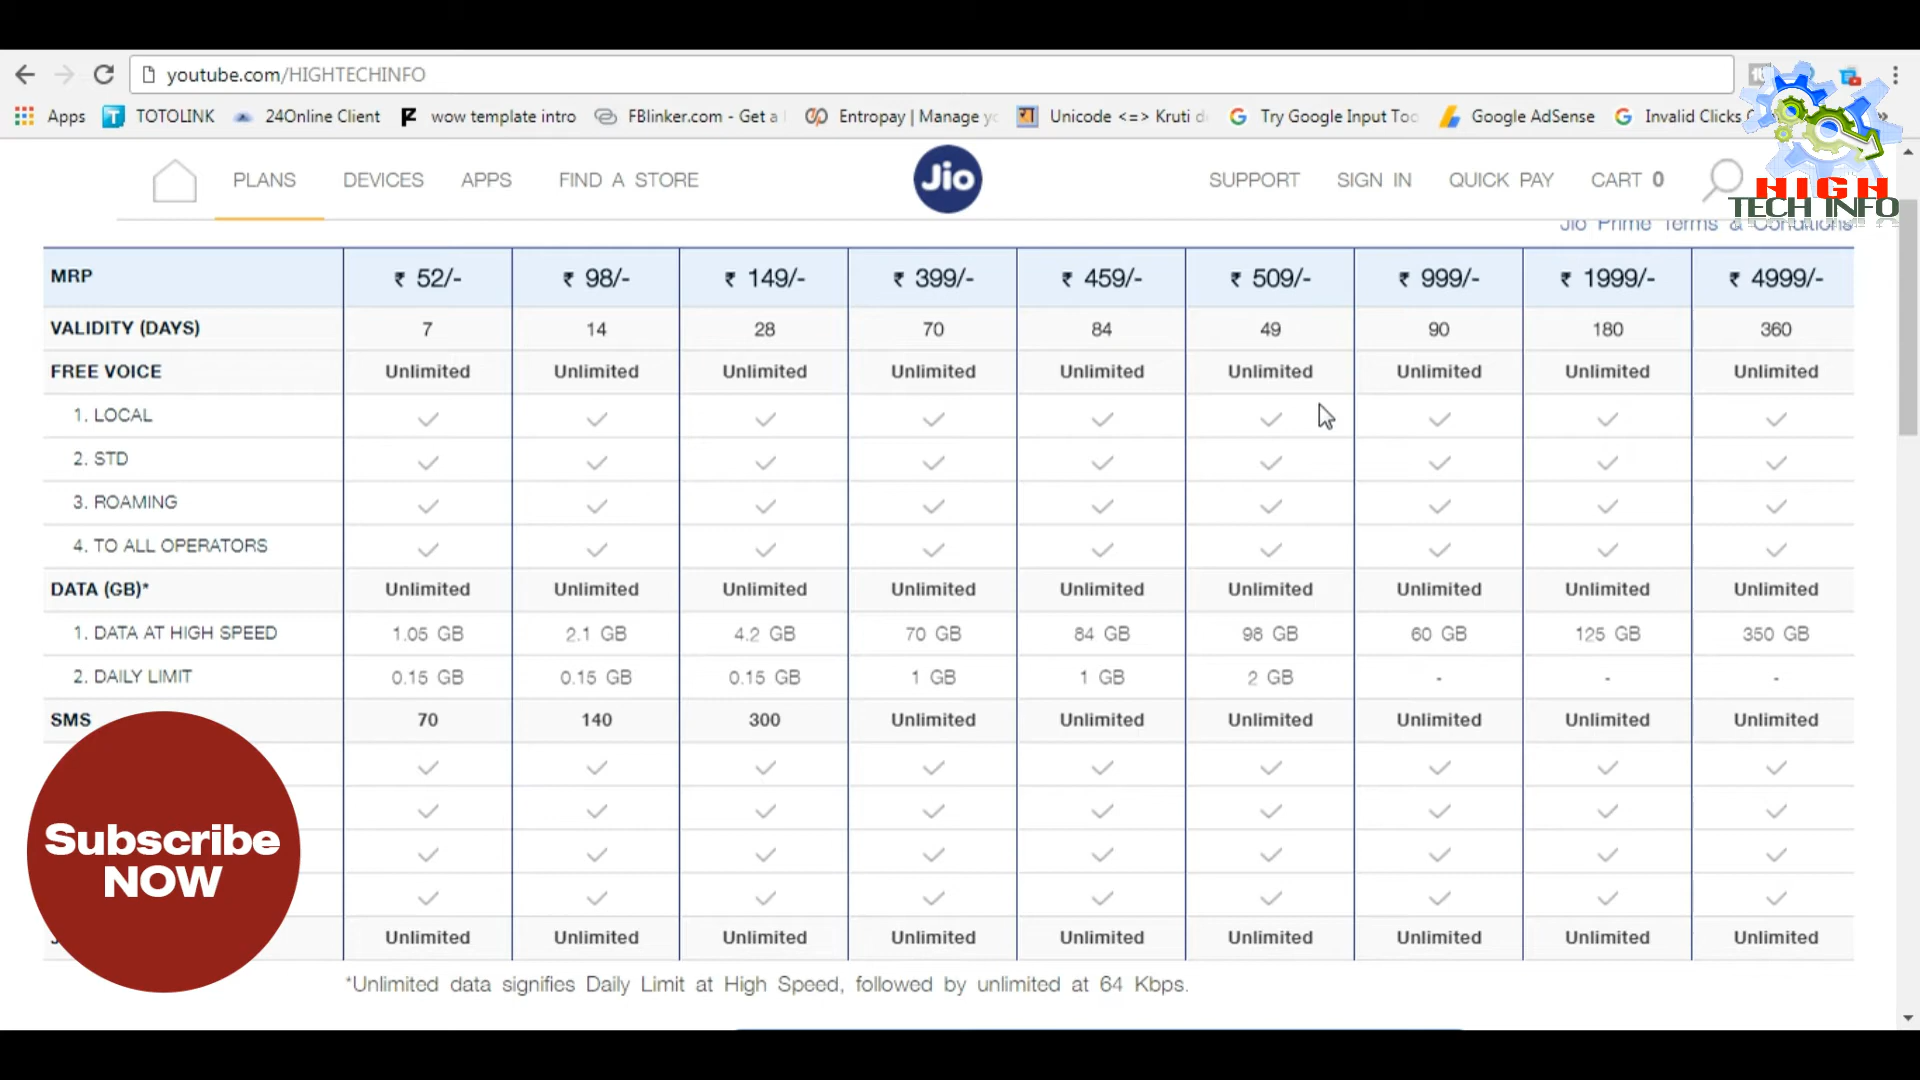 youtube.com/HIGHTECHINFO
Apps TOTOLINK 24Online Client wow template intro FBlinker.com - Get a Entropay | Manage yo Unicode <=> Kruti d Try Google Input Too Google AdSense Invalid Clicks
PLANS DEVICES APPS FIND A STORE Jio SUPPORT SIGN IN QUICK PAY CART 0
HIGH
TECH INFO
Jio Prime Terms & Conditions
MRP ₹ 52/- ₹ 98/- ₹ 149/- ₹ 399/- ₹ 459/- ₹ 509/- ₹ 999/- ₹ 1999/- ₹ 4999/-
VALIDITY (DAYS) 7 14 28 70 84 49 90 180 360
FREE VOICE Unlimited Unlimited Unlimited Unlimited Unlimited Unlimited Unlimited Unlimited Unlimited
1. LOCAL
2. STD
3. ROAMING
4. TO ALL OPERATORS
DATA (GB)* Unlimited Unlimited Unlimited Unlimited Unlimited Unlimited Unlimited Unlimited Unlimited
1. DATA AT HIGH SPEED 1.05 GB 2.1 GB 4.2 GB 70 GB 84 GB 98 GB 60 GB 125 GB 350 GB
2. DAILY LIMIT 0.15 GB 0.15 GB 0.15 GB 1 GB 1 GB 2 GB - - -
SMS 70 140 300 Unlimited Unlimited Unlimited Unlimited Unlimited Unlimited
Subscribe
NOW
Unlimited Unlimited Unlimited Unlimited Unlimited Unlimited Unlimited Unlimited Unlimited
*Unlimited data signifies Daily Limit at High Speed, followed by unlimited at 64 Kbps.